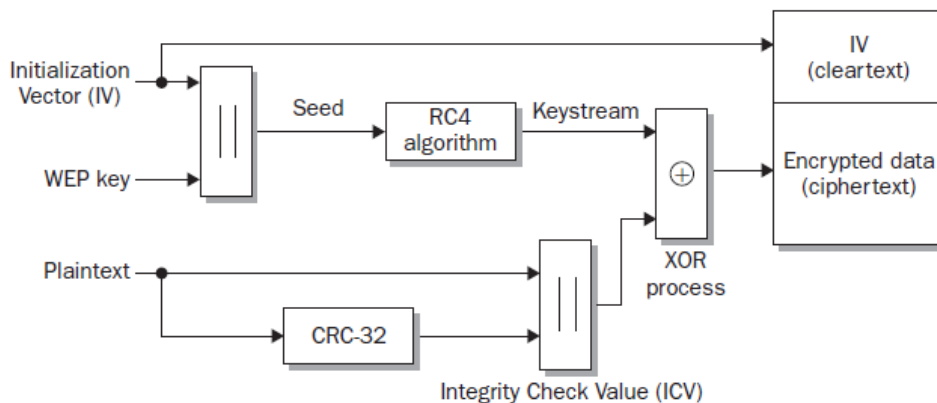 Initialization
Vector (IV)
WEP key
||
Seed
RC4
algorithm
Keystream
IV
(cleartext)
Encrypted data
(ciphertext)
XOR
process
Plaintext
CRC-32
||
Integrity Check Value (ICV)